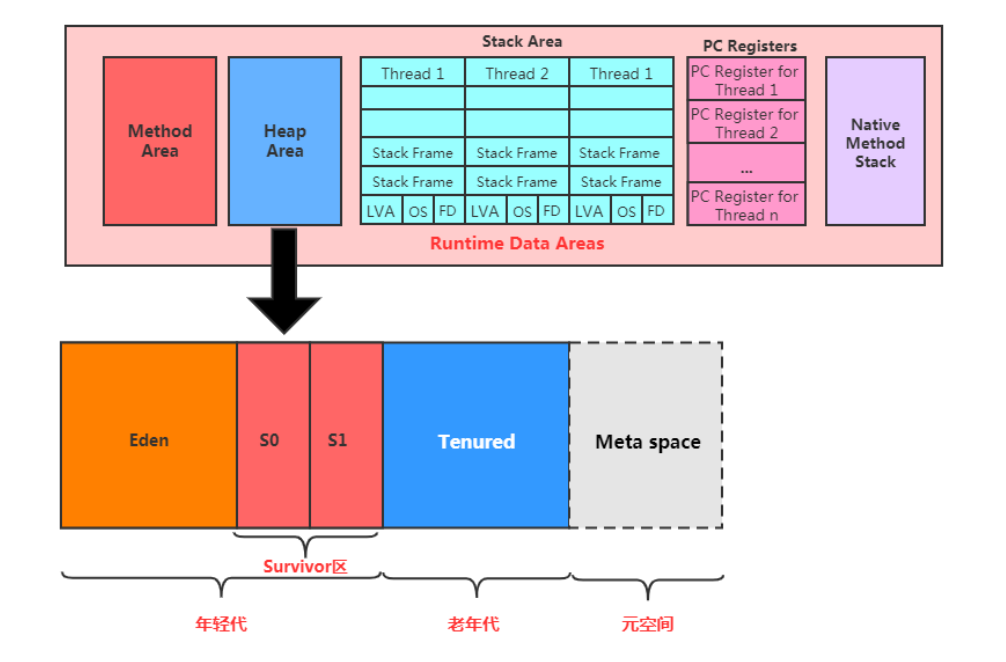 Stack Area
PC Registers
Method
Area
Heap
Area
Thread 1
Thread 2
Thread 1
Stack Frame
Stack Frame
Stack Frame
Stack Frame
Stack Frame
Stack Frame
LVA
OS
FD
LVA
OS
FD
LVA
OS
FD
PC Register for
Thread 1
PC Register for
Thread 2
...
PC Register for
Thread n
Native
Method
Stack
Runtime Data Areas
Eden
S0
S1
Tenured
Meta space
Survivor区
年轻代
老年代
元空间